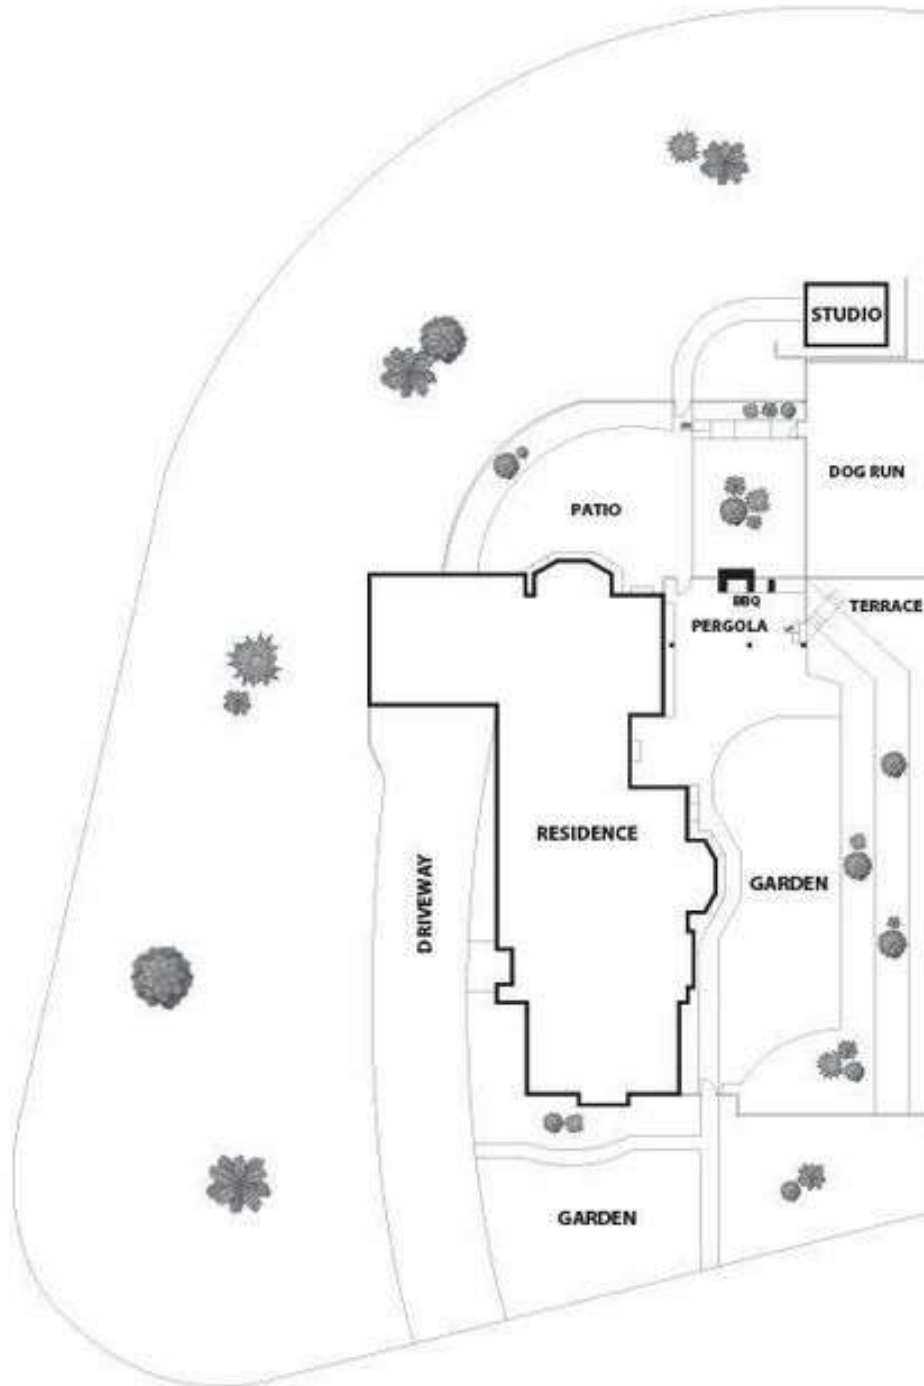 STUDIO
DOG RUN
PATIO
BBQ
TERRACE
PERGOLA
RESIDENCE
DRIVEWAY
GARDEN
GARDEN